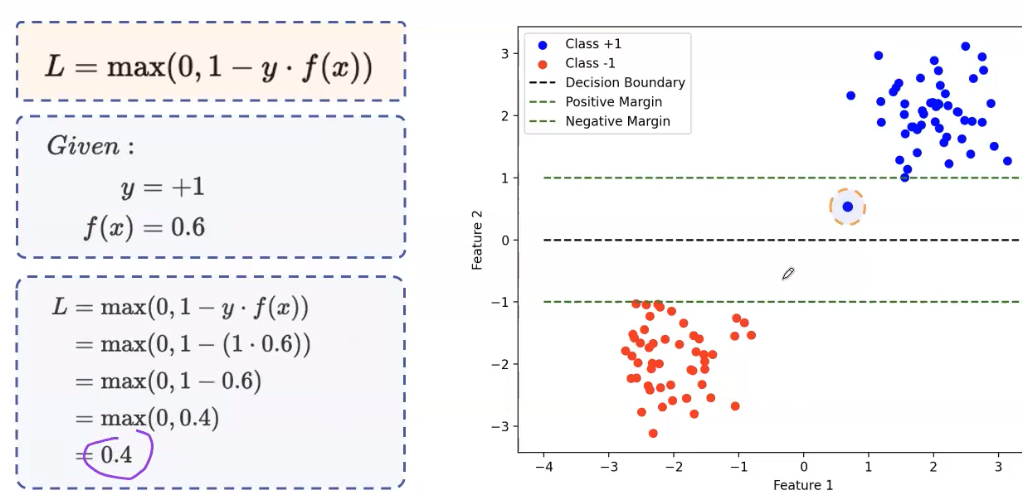 L = max(0, 1 − y · f(x))
Given :
y = +1
f(x) = 0.6
L = max(0, 1 − y · f(x))
= max(0, 1 − (1 · 0.6))
= max(0, 1 − 0.6)
= max(0, 0.4)
= 0.4
Class +1
Class -1
Decision Boundary
Positive Margin
Negative Margin
Feature 2
3
2
1
0
−1
−2
−3
−4 −3 −2 −1 0 1 2 3
Feature 1